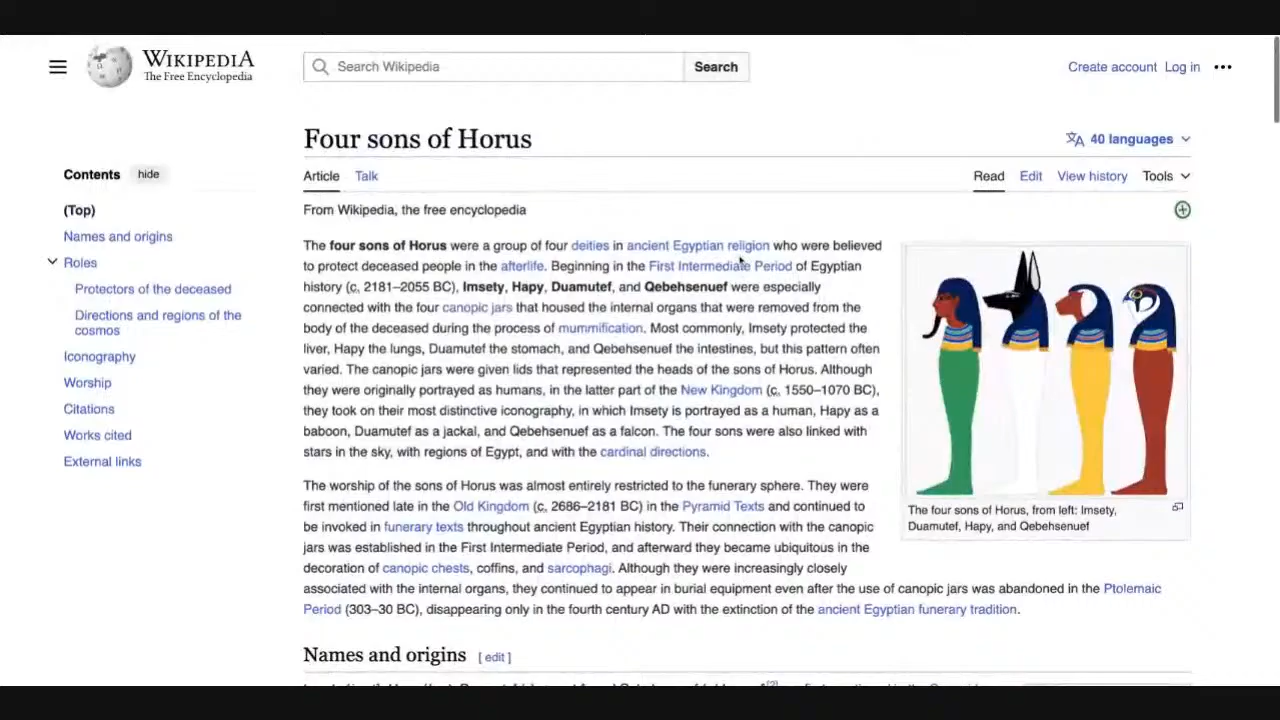 WIKIPEDIA
The Free Encyclopedia
Search Wikipedia
Search
Create account Log in
Four sons of Horus
40 languages
Contents hide
Article Talk
Read Edit View history Tools
(Top)
Names and origins
Roles
Protectors of the deceased
Directions and regions of the
cosmos
Iconography
Worship
Citations
Works cited
External links
From Wikipedia, the free encyclopedia
The four sons of Horus were a group of four deities in ancient Egyptian religion who were believed
to protect deceased people in the afterlife. Beginning in the First Intermediate Period of Egyptian
history (c. 2181–2055 BC), Imsety, Hapy, Duamutef, and Qebehsenuef were especially
connected with the four canopic jars that housed the internal organs that were removed from the
body of the deceased during the process of mummification. Most commonly, Imsety protected the
liver, Hapy the lungs, Duamutef the stomach, and Qebehsenuef the intestines, but this pattern often
varied. The canopic jars were given lids that represented the heads of the sons of Horus. Although
they were originally portrayed as humans, in the latter part of the New Kingdom (c. 1550–1070 BC),
they took on their most distinctive iconography, in which Imsety is portrayed as a human, Hapy as a
baboon, Duamutef as a jackal, and Qebehsenuef as a falcon. The four sons were also linked with
stars in the sky, with regions of Egypt, and with the cardinal directions.
The four sons of Horus, from left: Imsety,
Duamutef, Hapy, and Qebehsenuef
The worship of the sons of Horus was almost entirely restricted to the funerary sphere. They were
first mentioned late in the Old Kingdom (c. 2686–2181 BC) in the Pyramid Texts and continued to
be invoked in funerary texts throughout ancient Egyptian history. Their connection with the canopic
jars was established in the First Intermediate Period, and afterward they became ubiquitous in the
decoration of canopic chests, coffins, and sarcophagi. Although they were increasingly closely
associated with the internal organs, they continued to appear in burial equipment even after the use of canopic jars was abandoned in the Ptolemaic
Period (303–30 BC), disappearing only in the fourth century AD with the extinction of the ancient Egyptian funerary tradition.
Names and origins [ edit ]